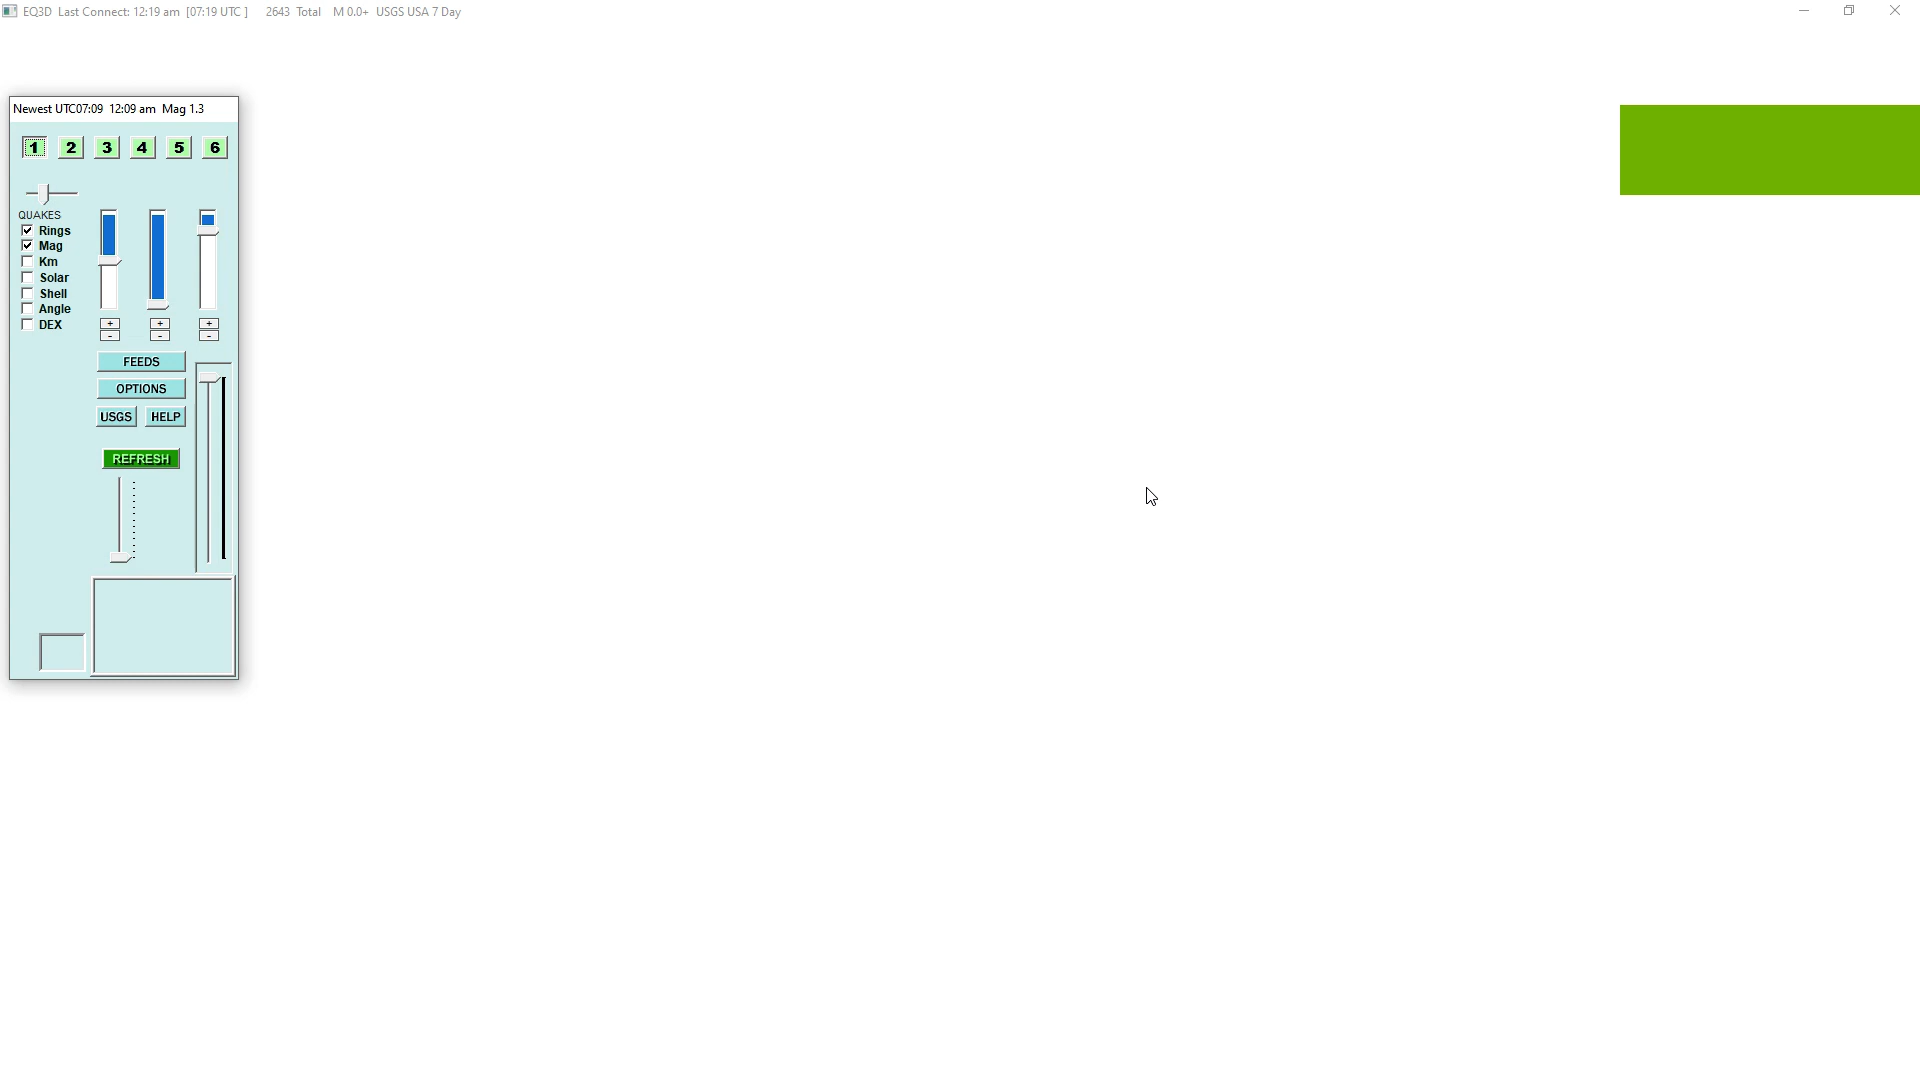 EQ3D Last Connect: 12:19 am [07:19 UTC ] 2643 Total M 0.0+ USGS USA 7 Day
Newest UTC07:09 12:09 am Mag 1.3
1 2 3 4 5 6
QUAKES
Rings
Mag
Km
Solar
Shell
Angle
DEX
+ + +
- - -
FEEDS
OPTIONS
USGS HELP
REFRESH